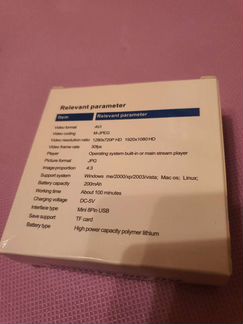 Relevant parameter
Item Relevant parameter
Video format AVI
Video coding M-JPEG
Video resolution ratio 1280x720P HD 1920x1080HD
Video frame rate 30fps
Player Operating system built-in or main stream player
Picture format JPG
Image proportion 4:3
Support system Windows me/2000/xp/2003/vista; Mac os; Linux;
Battery capacity 200mAh
Working time About 100 minutes
Charging voltage DC-5V
Interface type Mini 8Pin USB
Save support TF card
Battery type High power capacity polymer lithium